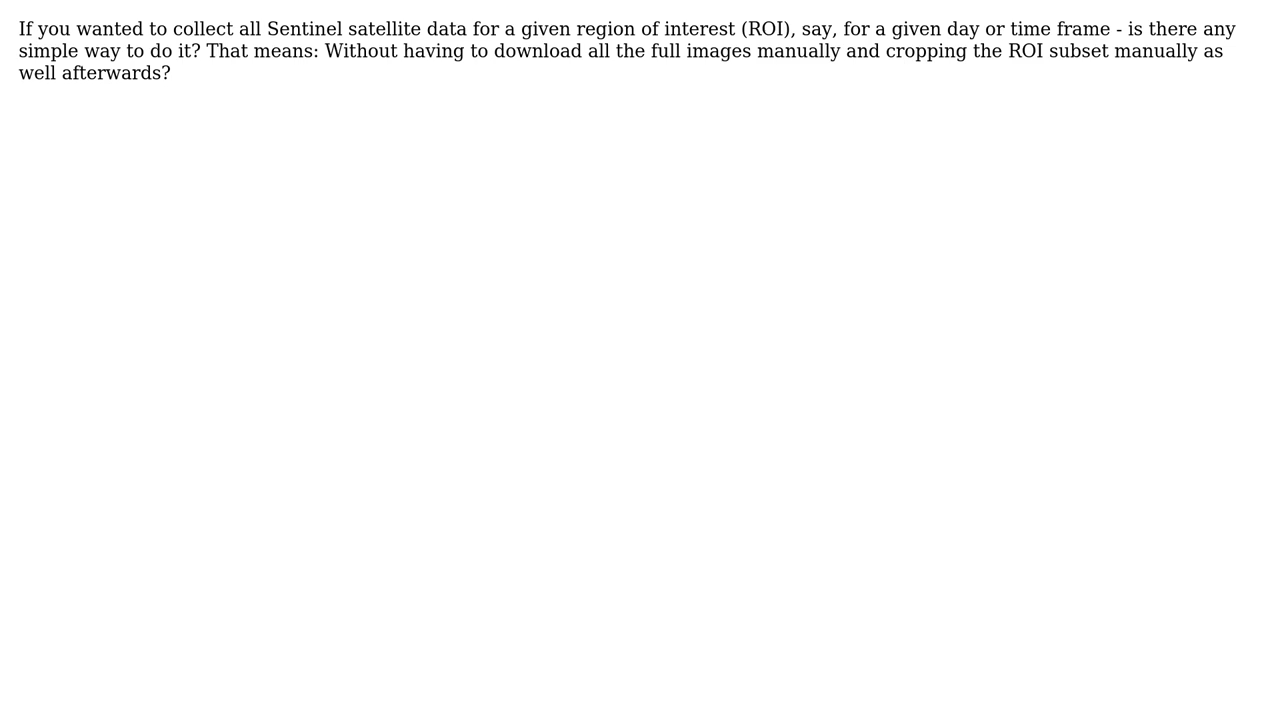 If you wanted to collect all Sentinel satellite data for a given region of interest (ROI), say, for a given day or time frame - is there any
simple way to do it? That means: Without having to download all the full images manually and cropping the ROI subset manually as
well afterwards?